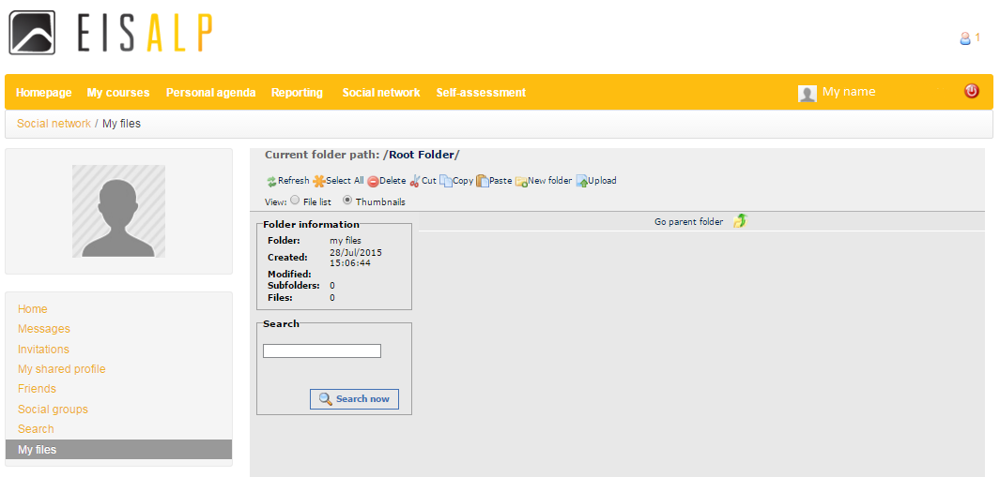 EISALP
1
Homepage My courses Personal agenda Reporting Social network Self-assessment My name
Social network / My files
Current folder path: /Root Folder/
Refresh Select All Delete Cut Copy Paste New folder Upload
View: File list Thumbnails
Go parent folder
Folder information
Folder: my files
Created: 28/Jul/2015
15:06:44
Modified:
Subfolders: 0
Files: 0
Search
Search now
Home
Messages
Invitations
My shared profile
Friends
Social groups
Search
My files